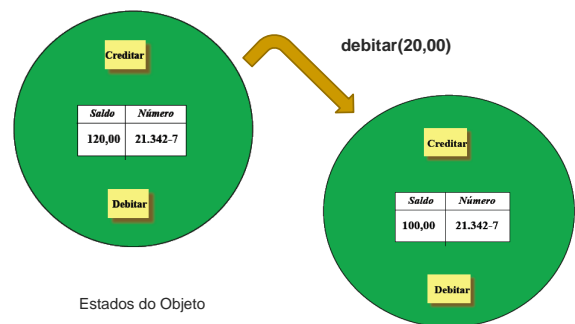 Creditar
Saldo Número
120,00 21.342-7
Debitar
debitar(20,00)
Creditar
Saldo Número
100,00 21.342-7
Debitar
Estados do Objeto